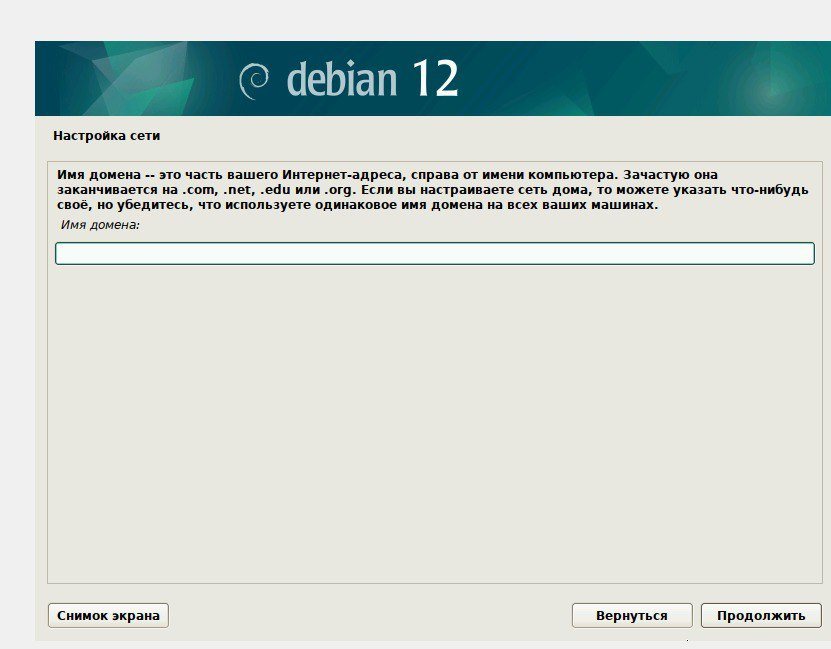 debian 12
Настройка сети
Имя домена -- это часть вашего Интернет-адреса, справа от имени компьютера. Зачастую она
заканчивается на .com, .net, .edu или .org. Если вы настраиваете сеть дома, то можете указать что-нибудь
своё, но убедитесь, что используете одинаковое имя домена на всех ваших машинах.
Имя домена:
Снимок экрана
Вернуться
Продолжить